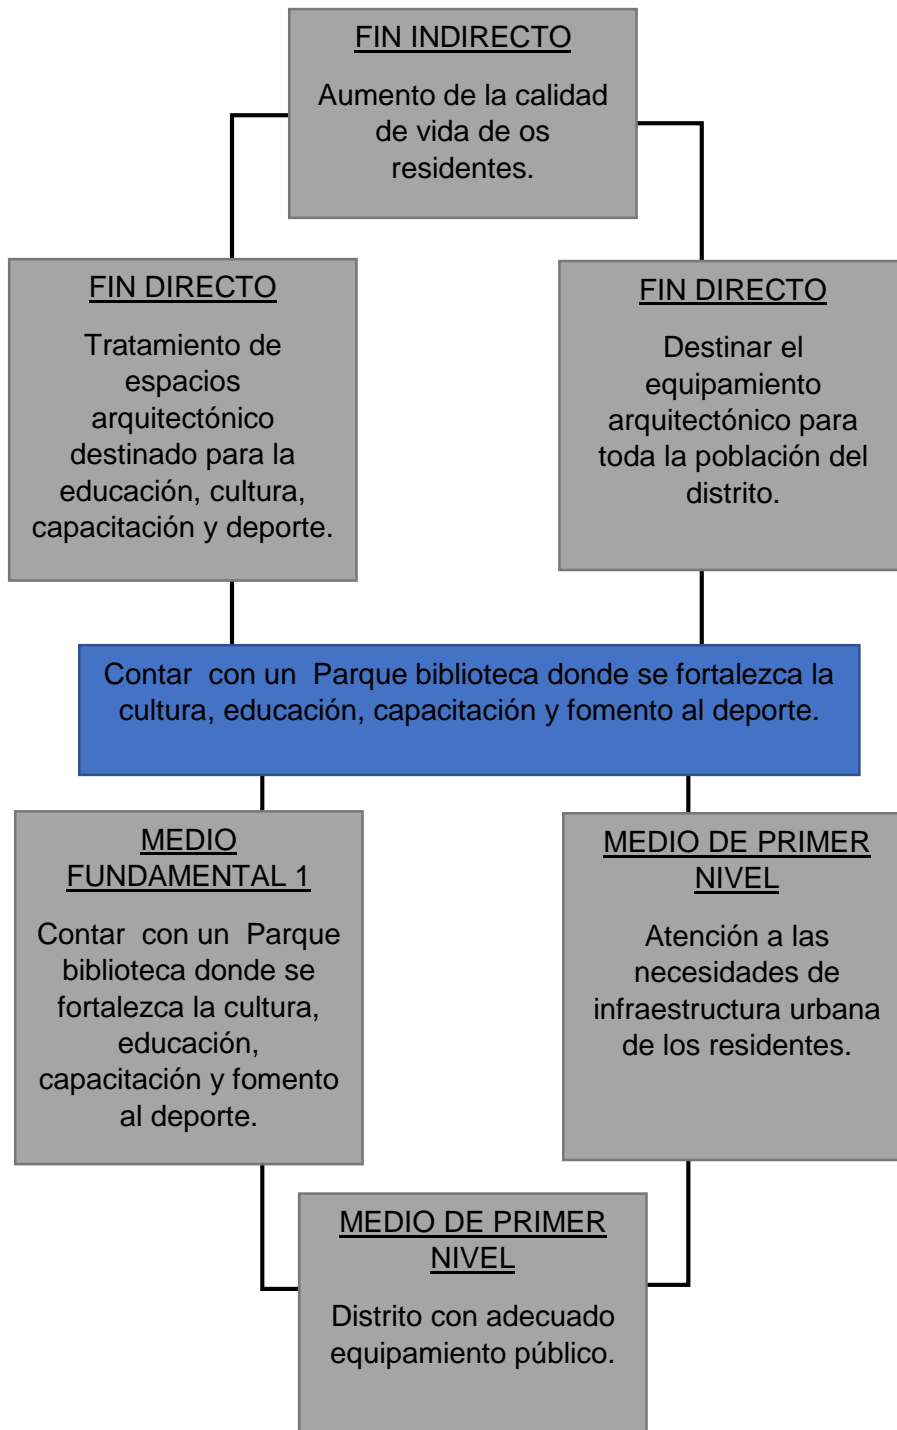 FIN INDIRECTO
Aumento de la calidad
de vida de os
residentes.
FIN DIRECTO
Tratamiento de
espacios
arquitectónico
destinado para la
educación, cultura,
capacitación y deporte.
FIN DIRECTO
Destinar el
equipamiento
arquitectónico para
toda la población del
distrito.
Contar con un Parque biblioteca donde se fortalezca la
cultura, educación, capacitación y fomento al deporte.
MEDIO
FUNDAMENTAL 1
Contar con un Parque
biblioteca donde se
fortalezca la cultura,
educación,
capacitación y fomento
al deporte.
MEDIO DE PRIMER
NIVEL
Atención a las
necesidades de
infraestructura urbana
de los residentes.
MEDIO DE PRIMER
NIVEL
Distrito con adecuado
equipamiento público.